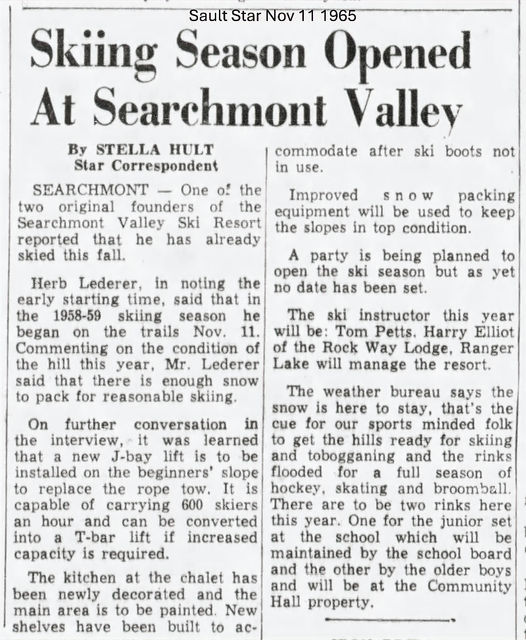 Sault Star Nov 11 1965
Skiing Season Opened
At Searchmont Valley
By STELLA HULT
Star Correspondent
SEARCHMONT — One of the
two original founders of the
Searchmont Valley Ski Resort
reported that he has already
skied this fall.
Herb Lederer, in noting the
early starting time, said that in
the 1958-59 skiing season he
began on the trails Nov. 11.
Commenting on the condition of
the hill this year, Mr. Lederer
said that there is enough snow
to pack for reasonable skiing.
On further conversation in
the interview, it was learned
that a new J-bay lift is to be
installed on the beginners' slope
to replace the rope tow. It is
capable of carrying 600 skiers
an hour and can be converted
into a T-bar lift if increased
capacity is required.
The kitchen at the chalet has
been newly decorated and the
main area is to be painted. New
shelves have been built to ac-
commodate after ski boots not
in use.
Improved snow packing
equipment will be used to keep
the slopes in top condition.
A party is being planned to
open the ski season but as yet
no date has been set.
The ski instructor this year
will be: Tom Petts. Harry Elliot
of the Rock Way Lodge, Ranger
Lake will manage the resort.
The weather bureau says the
snow is here to stay, that's the
cue for our sports minded folk
to get the hills ready for skiing
and tobogganing and the rinks
flooded for a full season of
hockey, skating and broomball.
There are to be two rinks here
this year. One for the junior set
at the school which will be
maintained by the school board
and the other by the older boys
and will be at the Community
Hall property.